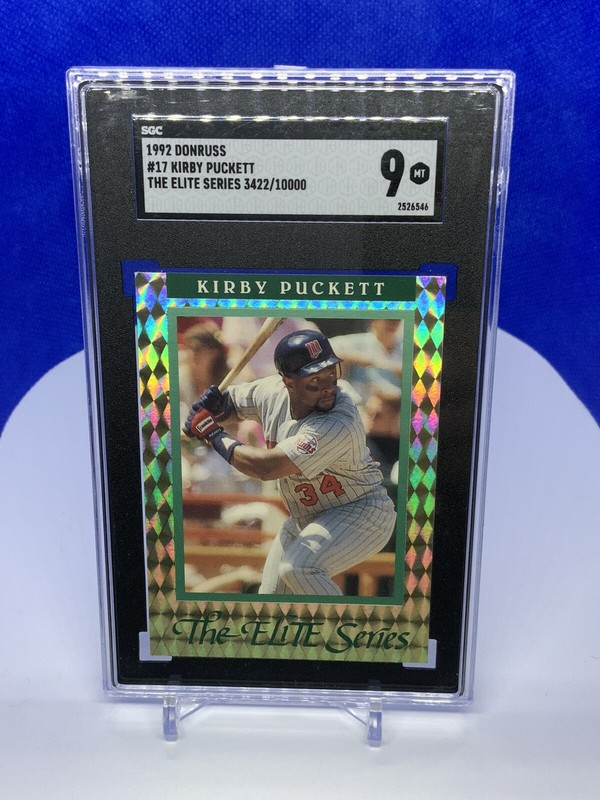 SGC
1992 DONRUSS
#17 KIRBY PUCKETT
THE ELITE SERIES 3422/10000
9 MT
2526546
KIRBY PUCKETT
34
The ELITE Series